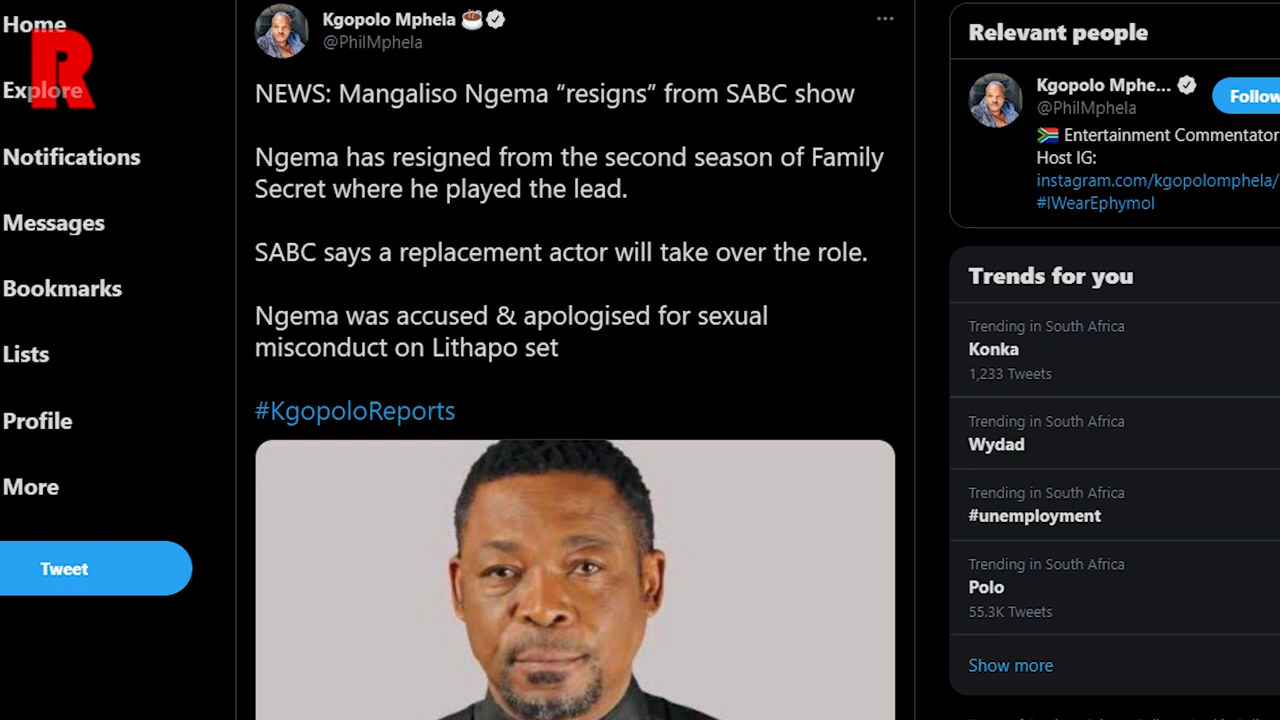 Home
R
Explore
Notifications
Messages
Bookmarks
Lists
Profile
More
Tweet
Kgopolo Mphela
@PhilMphela
NEWS: Mangaliso Ngema “resigns” from SABC show
Ngema has resigned from the second season of Family
Secret where he played the lead.
SABC says a replacement actor will take over the role.
Ngema was accused & apologised for sexual
misconduct on Lithapo set
#KgopoloReports
Relevant people
Kgopolo Mphe...
@PhilMphela
Follow
🇿🇦 Entertainment Commentator
Host IG:
instagram.com/kgopolomphela/
#IWearEphymol
Trends for you
Trending in South Africa
Konka
1,233 Tweets
Trending in South Africa
Wydad
Trending in South Africa
#unemployment
Trending in South Africa
Polo
55.3K Tweets
Show more